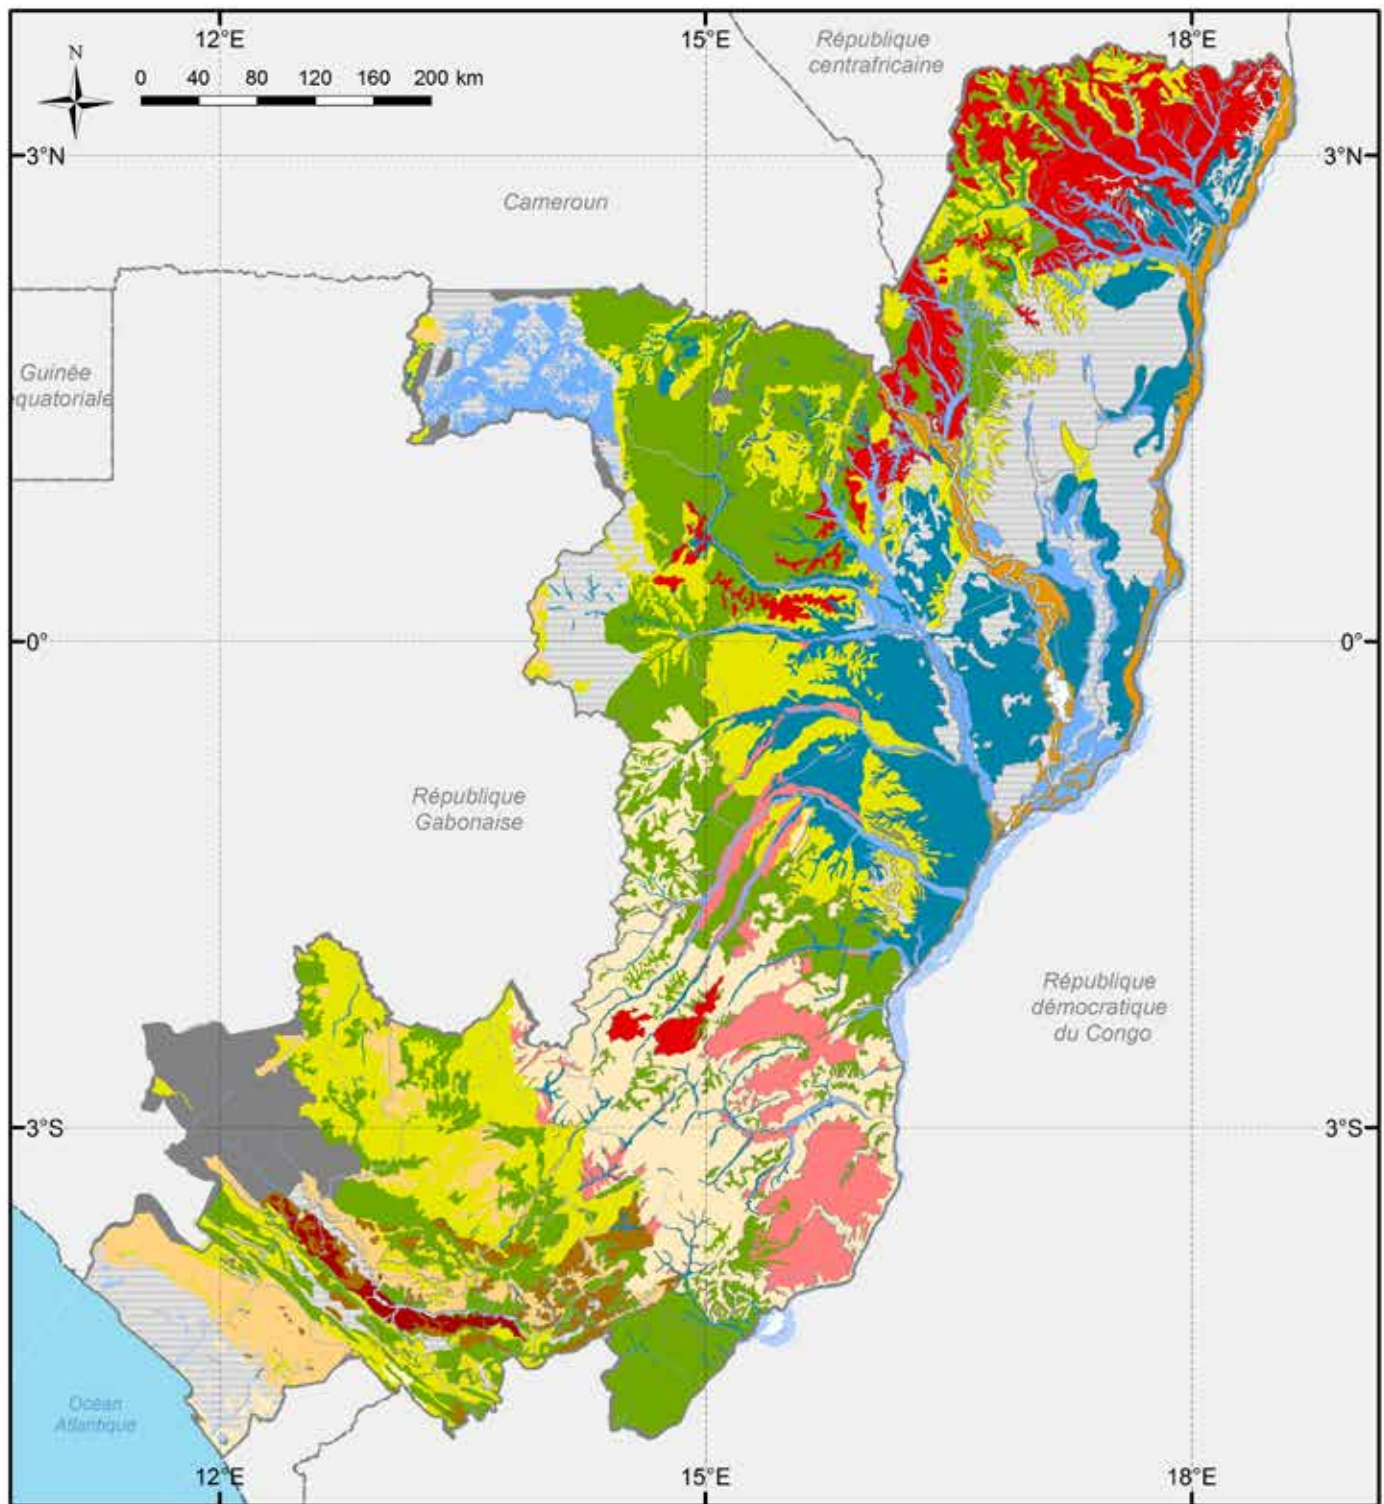 12°E
15°E
18°E
N
0 40 80 120 160 200 km
République
centrafricaine
3°N
3°N
Cameroun
Guinée
quatoriale
0°
0°
République
Gabonaise
République
démocratique
du Congo
3°S
3°S
Océan
Atlantique
12°E
15°E
18°E